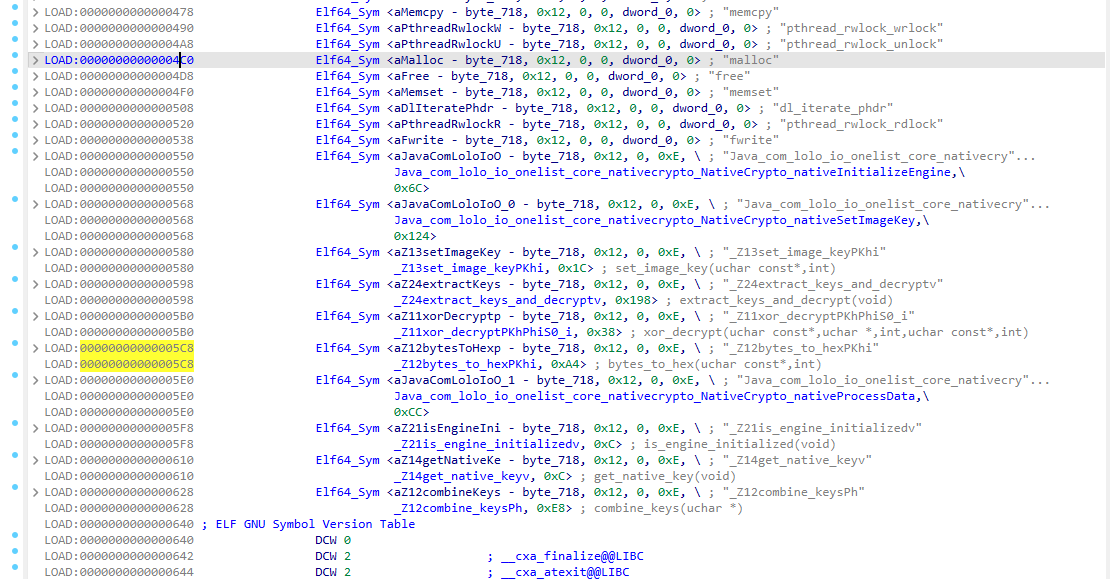 LOAD:0000000000000478 Elf64_Sym <aMemcpy - byte_718, 0x12, 0, 0, dword_0, 0> ; "memcpy"
LOAD:0000000000000490 Elf64_Sym <aPthreadRwlockW - byte_718, 0x12, 0, 0, dword_0, 0> ; "pthread_rwlock_wrlock"
LOAD:00000000000004A8 Elf64_Sym <aPthreadRwlockU - byte_718, 0x12, 0, 0, dword_0, 0> ; "pthread_rwlock_unlock"
LOAD:00000000000004C0 Elf64_Sym <aMalloc - byte_718, 0x12, 0, 0, dword_0, 0> ; "malloc"
LOAD:00000000000004D8 Elf64_Sym <aFree - byte_718, 0x12, 0, 0, dword_0, 0> ; "free"
LOAD:00000000000004F0 Elf64_Sym <aMemset - byte_718, 0x12, 0, 0, dword_0, 0> ; "memset"
LOAD:0000000000000508 Elf64_Sym <aDlIteratePhdr - byte_718, 0x12, 0, 0, dword_0, 0> ; "dl_iterate_phdr"
LOAD:0000000000000520 Elf64_Sym <aPthreadRwlockR - byte_718, 0x12, 0, 0, dword_0, 0> ; "pthread_rwlock_rdlock"
LOAD:0000000000000538 Elf64_Sym <aFwrite - byte_718, 0x12, 0, 0, dword_0, 0> ; "fwrite"
LOAD:0000000000000550 Elf64_Sym <aJavaComLoloIoO - byte_718, 0x12, 0, 0xE, \ ; "Java_com_lolo_io_onelist_core_nativecry"...
LOAD:0000000000000550 Java_com_lolo_io_onelist_core_nativecrypto_NativeCrypto_nativeInitializeEngine,\
LOAD:0000000000000550 0x6C>
LOAD:0000000000000568 Elf64_Sym <aJavaComLoloIoO_0 - byte_718, 0x12, 0, 0xE, \ ; "Java_com_lolo_io_onelist_core_nativecry"...
LOAD:0000000000000568 Java_com_lolo_io_onelist_core_nativecrypto_NativeCrypto_nativeSetImageKey,\
LOAD:0000000000000568 0x124>
LOAD:0000000000000580 Elf64_Sym <aZ13setImageKey - byte_718, 0x12, 0, 0xE, \ ; "_Z13set_image_keyPKhi"
LOAD:0000000000000580 _Z13set_image_keyPKhi, 0x1C> ; set_image_key(uchar const*,int)
LOAD:0000000000000598 Elf64_Sym <aZ24extractKeys - byte_718, 0x12, 0, 0xE, \ ; "_Z24extract_keys_and_decryptv"
LOAD:0000000000000598 _Z24extract_keys_and_decryptv, 0x198> ; extract_keys_and_decrypt(void)
LOAD:00000000000005B0 Elf64_Sym <aZ11xorDecryptp - byte_718, 0x12, 0, 0xE, \ ; "_Z11xor_decryptPKhPhiS0_i"
LOAD:00000000000005B0 _Z11xor_decryptPKhPhiS0_i, 0x38> ; xor_decrypt(uchar const*,uchar *,int,uchar const*,int)
LOAD:00000000000005C8 Elf64_Sym <aZ12bytesToHexp - byte_718, 0x12, 0, 0xE, \ ; "_Z12bytes_to_hexPKhi"
LOAD:00000000000005C8 _Z12bytes_to_hexPKhi, 0xA4> ; bytes_to_hex(uchar const*,int)
LOAD:00000000000005E0 Elf64_Sym <aJavaComLoloIoO_1 - byte_718, 0x12, 0, 0xE, \ ; "Java_com_lolo_io_onelist_core_nativecry"...
LOAD:00000000000005E0 Java_com_lolo_io_onelist_core_nativecrypto_NativeCrypto_nativeProcessData,\
LOAD:00000000000005E0 0xCC>
LOAD:00000000000005F8 Elf64_Sym <aZ21isEngineIni - byte_718, 0x12, 0, 0xE, \ ; "_Z21is_engine_initializedv"
LOAD:00000000000005F8 _Z21is_engine_initializedv, 0xC> ; is_engine_initialized(void)
LOAD:0000000000000610 Elf64_Sym <aZ14getNativeKe - byte_718, 0x12, 0, 0xE, \ ; "_Z14get_native_keyv"
LOAD:0000000000000610 _Z14get_native_keyv, 0xC> ; get_native_key(void)
LOAD:0000000000000628 Elf64_Sym <aZ12combineKeys - byte_718, 0x12, 0, 0xE, \ ; "_Z12combine_keysPh"
LOAD:0000000000000628 _Z12combine_keysPh, 0xE8> ; combine_keys(uchar *)
LOAD:0000000000000640 ; ELF GNU Symbol Version Table
LOAD:0000000000000640 DCW 0
LOAD:0000000000000642 DCW 2 ; __cxa_finalize@@LIBC
LOAD:0000000000000644 DCW 2 ; __cxa_atexit@@LIBC